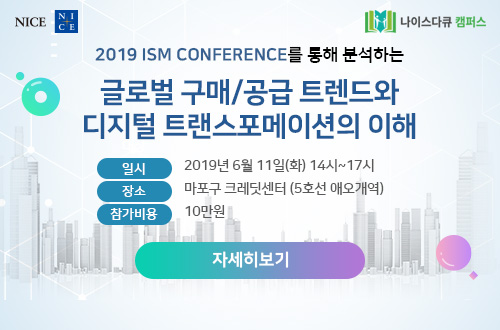 NICE NICE
나이스다큐 캠퍼스
2019 ISM CONFERENCE를 통해 분석하는
글로벌 구매/공급 트렌드와
디지털 트랜스포메이션의 이해
일시 2019년 6월 11일(화) 14시~17시
장소 마포구 크레딧센터 (5호선 애오개역)
참가비용 10만원
자세히보기